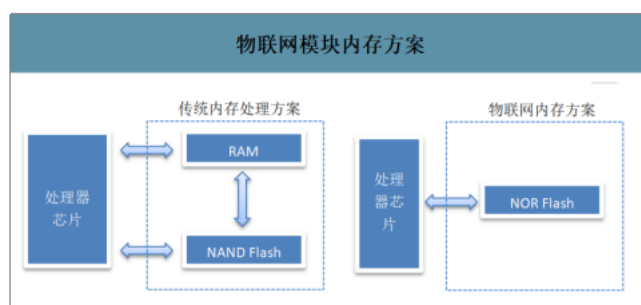 物联网模块内存方案
传统内存处理方案
物联网内存方案
处理器
芯片
RAM
NAND Flash
处理
器芯
片
NOR Flash